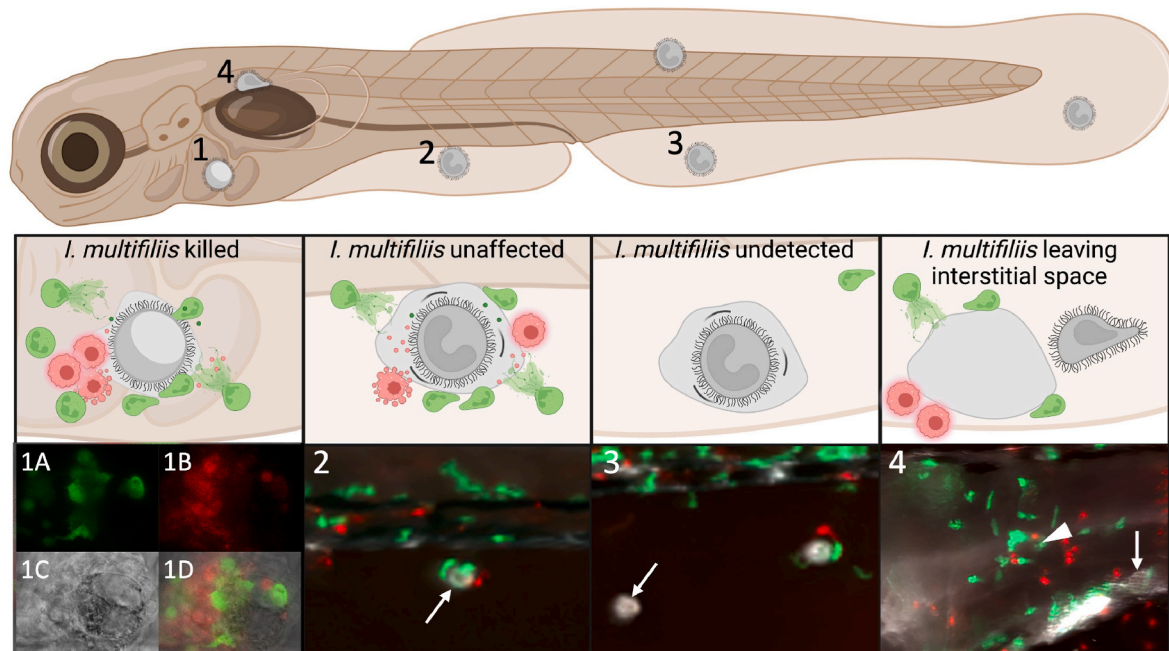 4
1
2
3
I. multifiliis killed
I. multifiliis unaffected
I. multifiliis undetected
I. multifiliis leaving
interstitial space
1A
1B
1C
1D
2
3
4